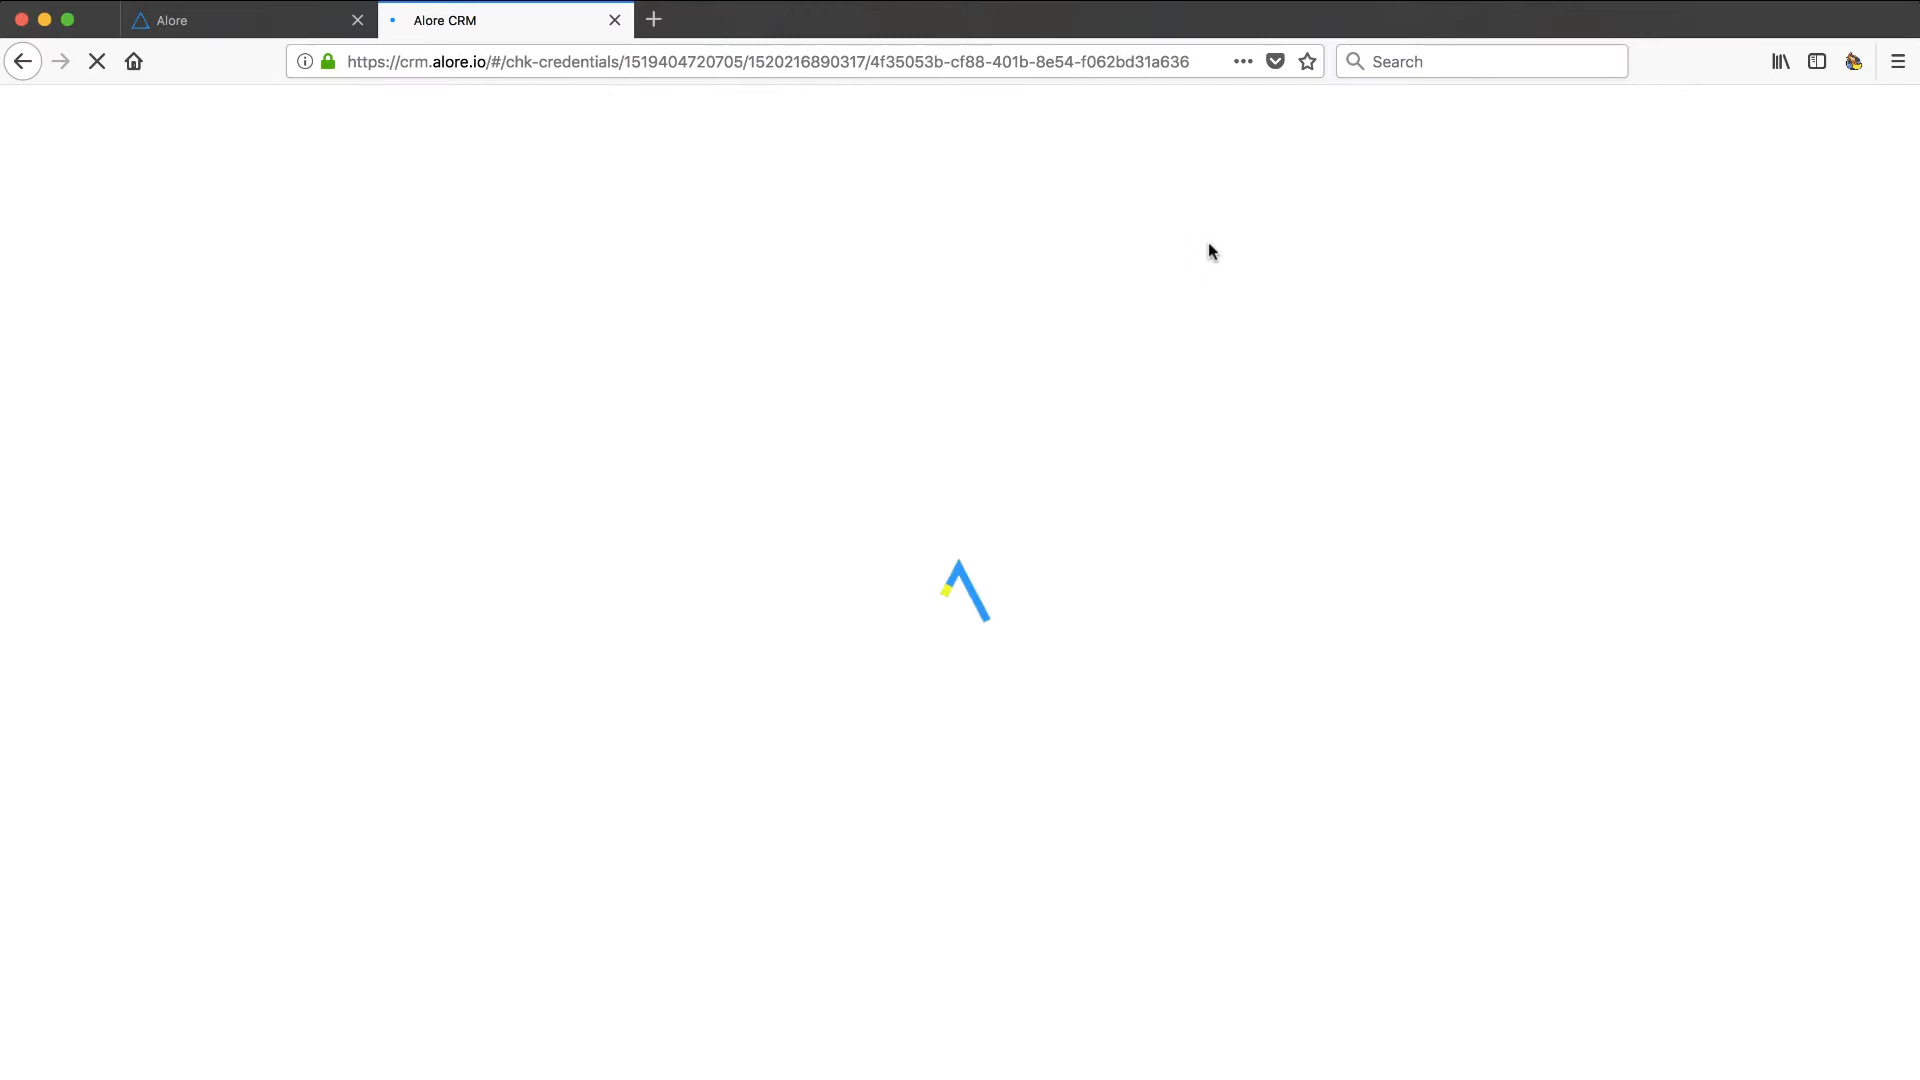 Alore
Alore CRM
https://crm.alore.io/#/chk-credentials/1519404720705/1520216890317/4f35053b-cf88-401b-8e54-f062bd31a636
Search